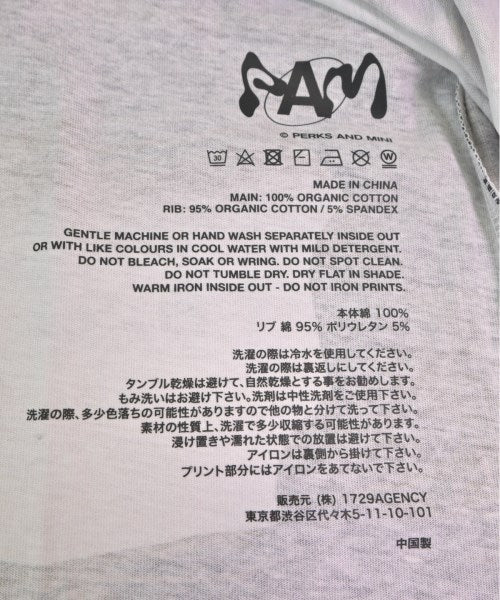 PAM
© PERKS AND MINI
30 W
MADE IN CHINA
MAIN: 100% ORGANIC COTTON
RIB: 95% ORGANIC COTTON / 5% SPANDEX
GENTLE MACHINE OR HAND WASH SEPARATELY INSIDE OUT
OR WITH LIKE COLOURS IN COOL WATER WITH MILD DETERGENT.
DO NOT BLEACH, SOAK OR WRING. DO NOT SPOT CLEAN.
DO NOT TUMBLE DRY. DRY FLAT IN SHADE.
WARM IRON INSIDE OUT - DO NOT IRON PRINTS.
本体綿 100%
リブ 綿 95% ポリウレタン 5%
洗濯の際は冷水を使用してください。
洗濯の際は裏返しにしてください。
タンブル乾燥は避けて、自然乾燥とする事をお勧めします。
もみ洗いはお避け下さい。洗剤は中性洗剤をご使用下さい。
洗濯の際、多少色落ちの可能性がありますので他の物と分けて洗って下さい。
素材の性質上、洗濯で多少収縮する可能性があります。
浸け置きや濡れた状態での放置は避けて下さい。
アイロンは裏側から掛けて下さい。
プリント部分にはアイロンをあてないで下さい。
販売元 (株) 1729AGENCY
東京都渋谷区代々木5-11-10-101
中国製